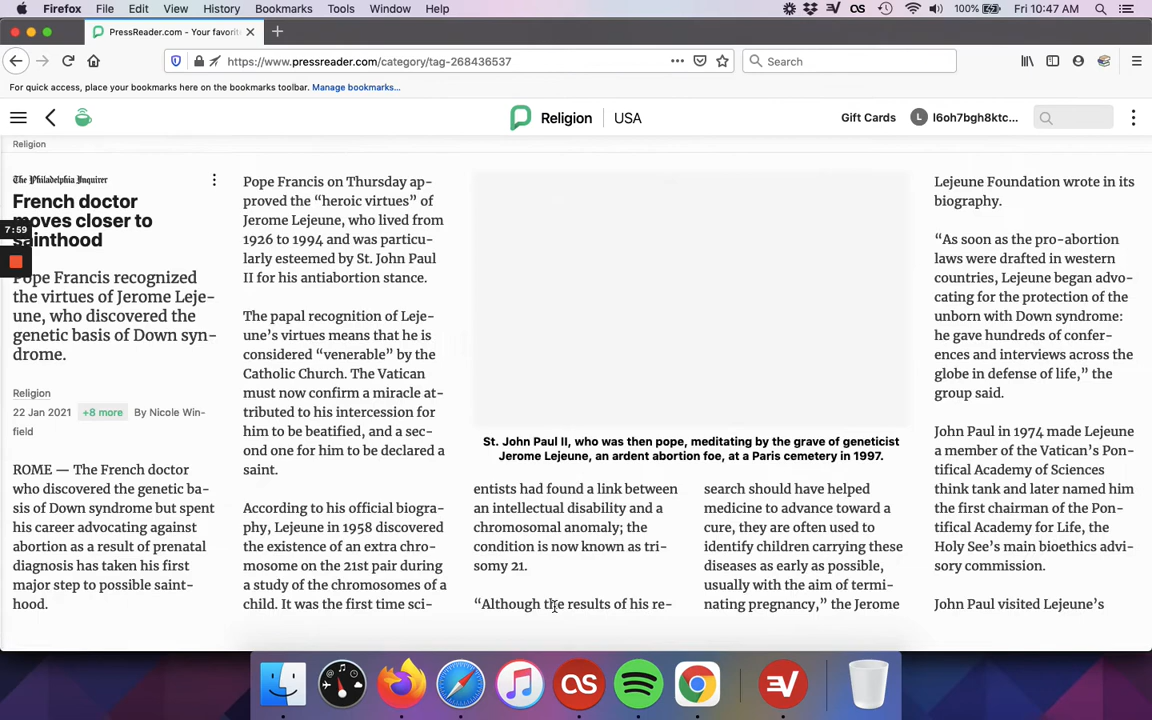 Firefox File Edit View History Bookmarks Tools Window Help 100% Fri 10:47 AM
PressReader.com - Your favorit
https://www.pressreader.com/category/tag-268436537
Search
For quick access, place your bookmarks here on the bookmarks toolbar. Manage bookmarks...
Religion USA Gift Cards L l6oh7bgh8ktc...
Religion
The Philadelphia Inquirer
French doctor
moves closer to
sainthood
7:59
Pope Francis recognized
the virtues of Jerome Leje-
une, who discovered the
genetic basis of Down syn-
drome.
Religion
22 Jan 2021 +8 more By Nicole Win-
field
ROME — The French doctor
who discovered the genetic ba-
sis of Down syndrome but spent
his career advocating against
abortion as a result of prenatal
diagnosis has taken his first
major step to possible saint-
hood.
Pope Francis on Thursday ap-
proved the “heroic virtues” of
Jerome Lejeune, who lived from
1926 to 1994 and was particu-
larly esteemed by St. John Paul
II for his antiabortion stance.
The papal recognition of Leje-
une’s virtues means that he is
considered “venerable” by the
Catholic Church. The Vatican
must now confirm a miracle at-
tributed to his intercession for
him to be beatified, and a sec-
ond one for him to be declared a
saint.
According to his official biogra-
phy, Lejeune in 1958 discovered
the existence of an extra chro-
mosome on the 21st pair during
a study of the chromosomes of a
child. It was the first time sci-
St. John Paul II, who was then pope, meditating by the grave of geneticist
Jerome Lejeune, an ardent abortion foe, at a Paris cemetery in 1997.
entists had found a link between
an intellectual disability and a
chromosomal anomaly; the
condition is now known as tri-
somy 21.
“Although the results of his re-
search should have helped
medicine to advance toward a
cure, they are often used to
identify children carrying these
diseases as early as possible,
usually with the aim of termi-
nating pregnancy,” the Jerome
Lejeune Foundation wrote in its
biography.
“As soon as the pro-abortion
laws were drafted in western
countries, Lejeune began advo-
cating for the protection of the
unborn with Down syndrome:
he gave hundreds of confer-
ences and interviews across the
globe in defense of life,” the
group said.
John Paul in 1974 made Lejeune
a member of the Vatican’s Pon-
tifical Academy of Sciences
think tank and later named him
the first chairman of the Pon-
tifical Academy for Life, the
Holy See’s main bioethics advi-
sory commission.
John Paul visited Lejeune’s